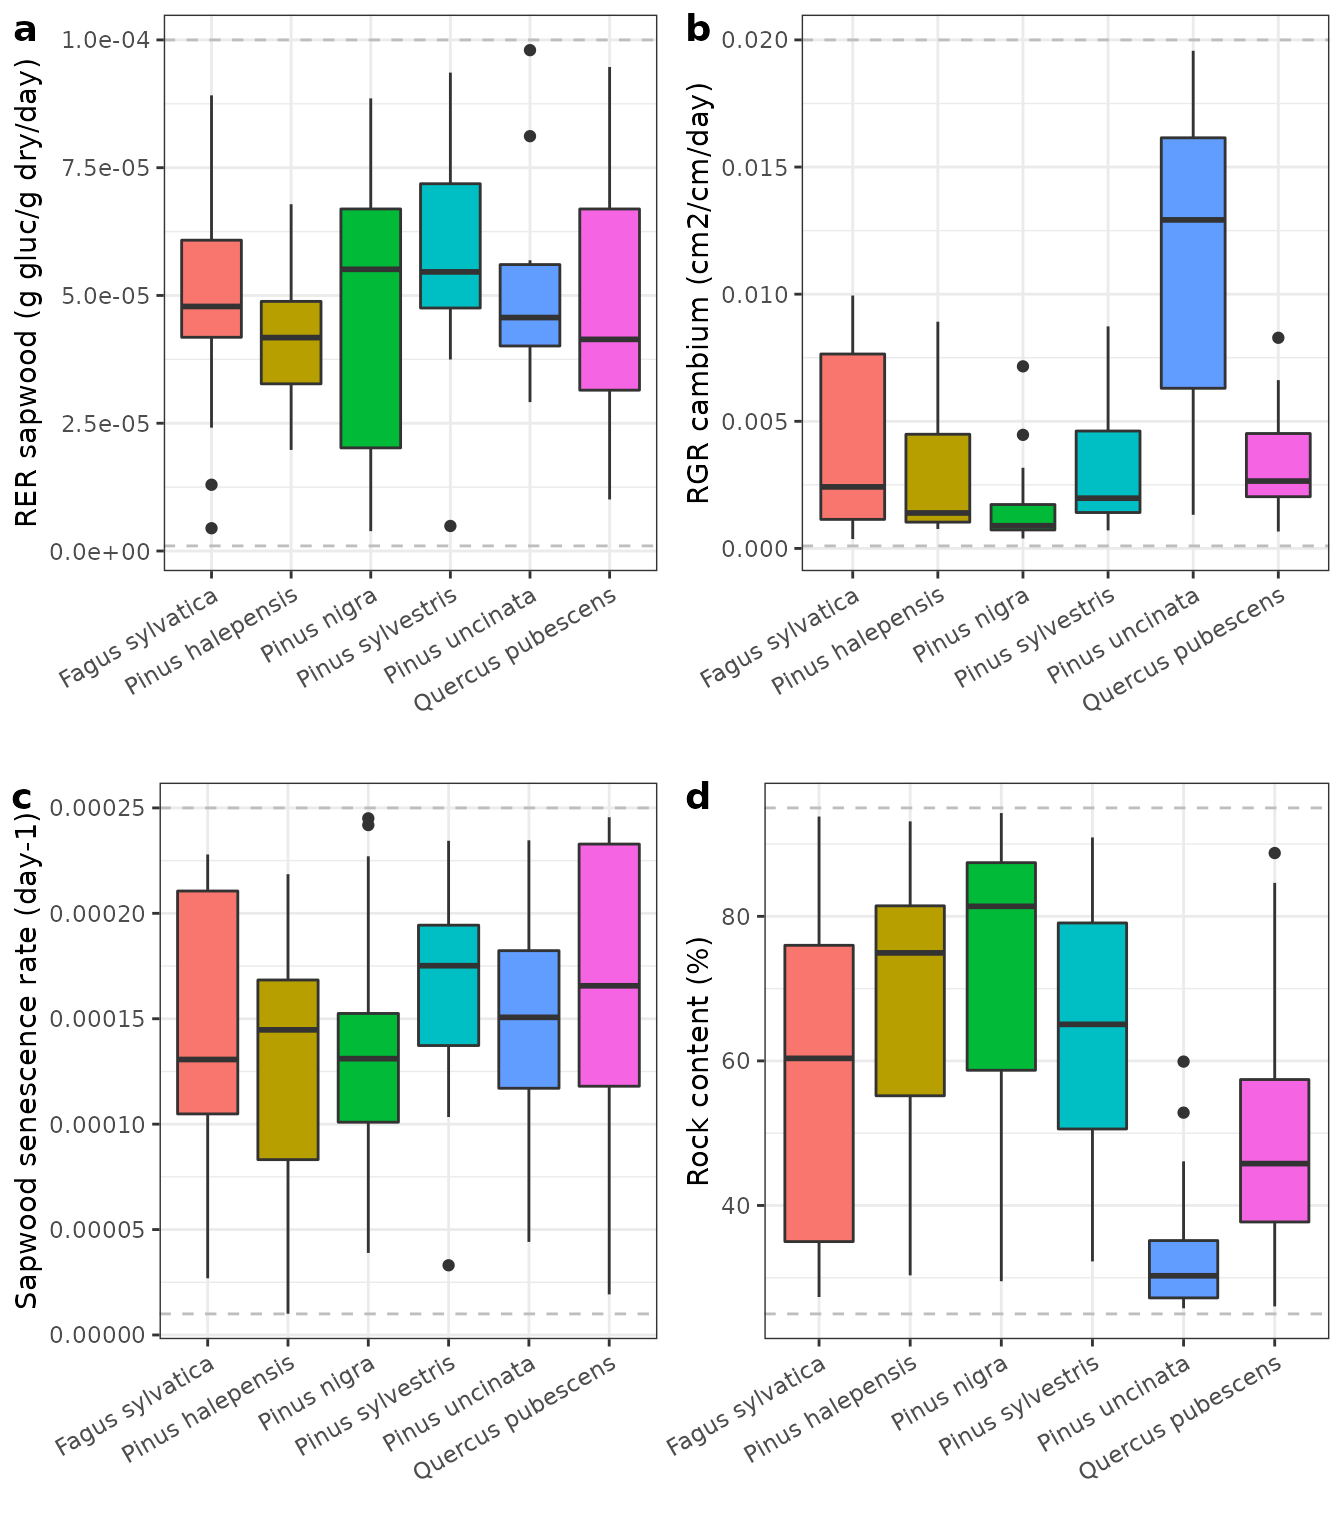 a
RER sapwood (g gluc/g dry/day)
1.0e-04
7.5e-05
5.0e-05
2.5e-05
0.0e+00
Fagus sylvatica
Pinus halepensis
Pinus nigra
Pinus sylvestris
Pinus uncinata
Quercus pubescens
b
RGR cambium (cm2/cm/day)
0.020
0.015
0.010
0.005
0.000
Fagus sylvatica
Pinus halepensis
Pinus nigra
Pinus sylvestris
Pinus uncinata
Quercus pubescens
c
Sapwood senescence rate (day-1)
0.00025
0.00020
0.00015
0.00010
0.00005
0.00000
Fagus sylvatica
Pinus halepensis
Pinus nigra
Pinus sylvestris
Pinus uncinata
Quercus pubescens
d
Rock content (%)
80
60
40
Fagus sylvatica
Pinus halepensis
Pinus nigra
Pinus sylvestris
Pinus uncinata
Quercus pubescens